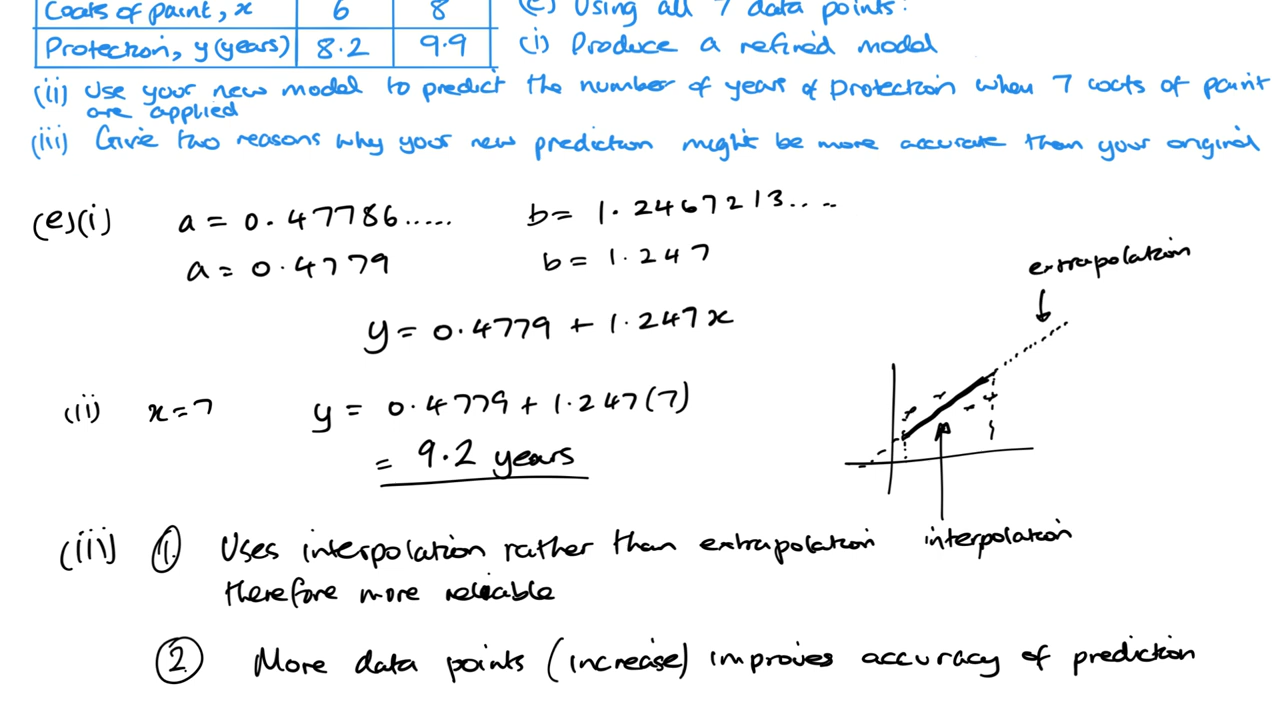 Coats of paint, x 6 8 (e) Using all 7 data points:
Protection, y (years) 8.2 9.9 (i) Produce a refined model
(ii) Use your new model to predict the number of years of protection when 7 coats of paint
are applied
(iii) Give two reasons why your new prediction might be more accurate than your original
(e)(i) a = 0.47786..... b = 1.2467213....
a = 0.4779 b = 1.247
extrapolation
y = 0.4779 + 1.247x
(ii) x = 7 y = 0.4779 + 1.247(7)
= 9.2 years
(iii) 1. Uses interpolation rather than extrapolation
therefore more reliable
interpolation
2 More data points (increase) improves accuracy of prediction